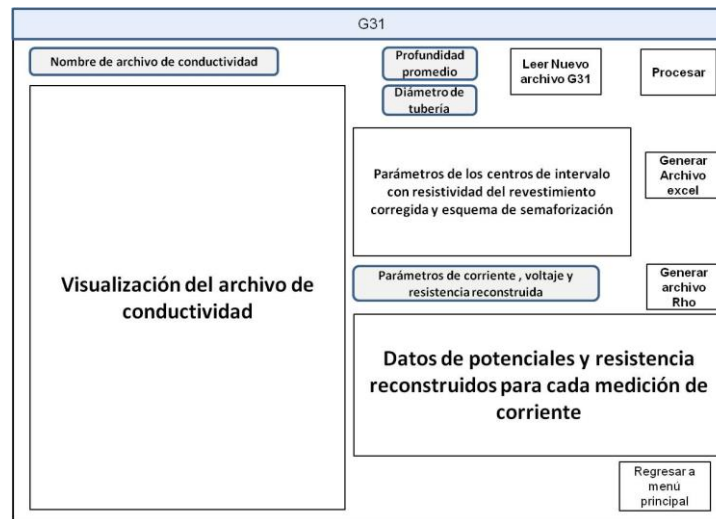 G31
Nombre de archivo de conductividad
Profundidad
promedio
Leer Nuevo
archivo G31
Procesar
Diámetro de
tubería
Parámetros de los centros de intervalo
con resistividad del revestimiento
corregida y esquema de semaforización
Generar
Archivo
excel
Visualización del archivo de
conductividad
Parámetros de corriente , voltaje y
resistencia reconstruida
Generar
archivo
Rho
Datos de potenciales y resistencia
reconstruidos para cada medición de
corriente
Regresar a
menú
principal